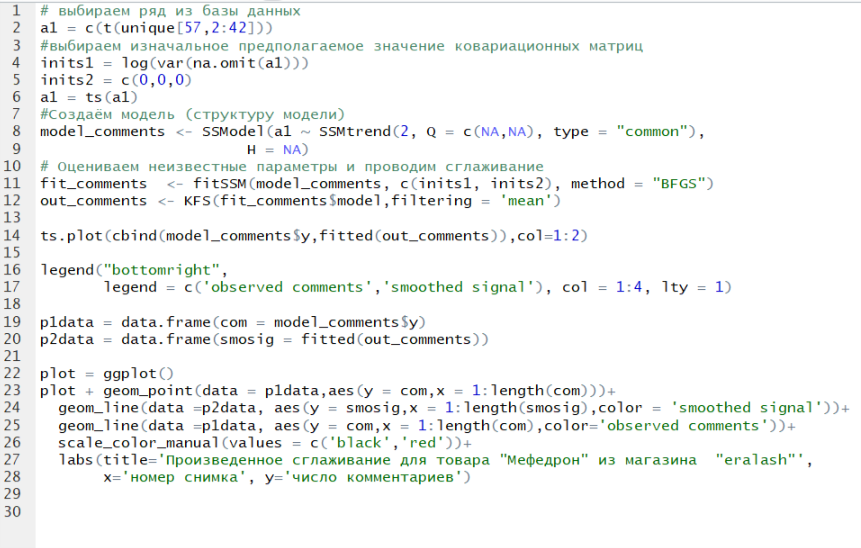 1 # выбираем ряд из базы данных
2 a1 = c(t(unique[57,2:42]))
3 #выбираем изначальное предполагаемое значение ковариационных матриц
4 inits1 = log(var(na.omit(a1)))
5 inits2 = c(0,0,0)
6 a1 = ts(a1)
7 #Создаём модель (структуру модели)
8 model_comments <- SSModel(a1 ~ SSMtrend(2, Q = c(NA,NA), type = "common"),
9 H = NA)
10 # Оцениваем неизвестные параметры и проводим сглаживание
11 fit_comments  <- fitSSM(model_comments, c(inits1, inits2), method = "BFGS")
12 out_comments <- KFS(fit_comments$model,filtering = 'mean')
13
14 ts.plot(cbind(model_comments$y,fitted(out_comments)),col=1:2)
15
16 legend("bottomright",
17 legend = c('observed comments','smoothed signal'), col = 1:4, lty = 1)
18
19 p1data = data.frame(com = model_comments$y)
20 p2data = data.frame(smosig = fitted(out_comments))
21
22 plot = ggplot()
23 plot + geom_point(data = p1data,aes(y = com,x = 1:length(com)))+
24 geom_line(data =p2data, aes(y = smosig,x = 1:length(smosig),color = 'smoothed signal'))+
25 geom_line(data =p1data, aes(y = com,x = 1:length(com),color='observed comments'))+
26 scale_color_manual(values = c('black','red'))+
27 labs(title='Произведенное сглаживание для товара "Мефедрон" из магазина  "eralash"',
28 x='номер снимка', y='число комментариев')
29
30